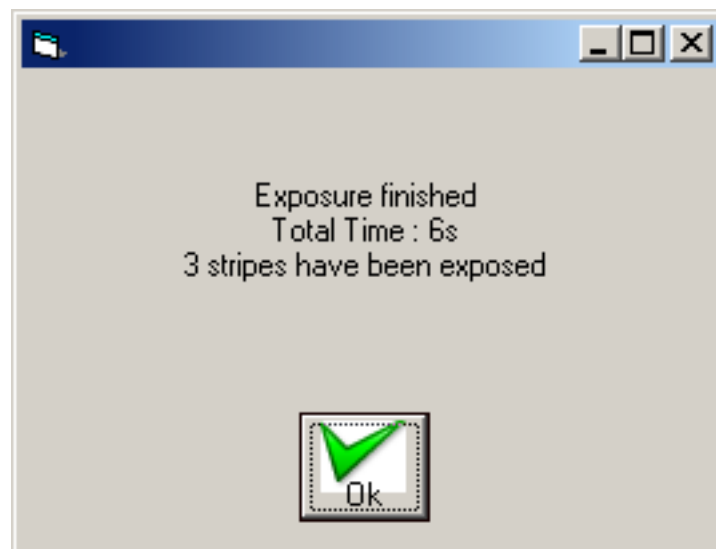 Exposure finished
Total Time : 6s
3 stripes have been exposed
Ok